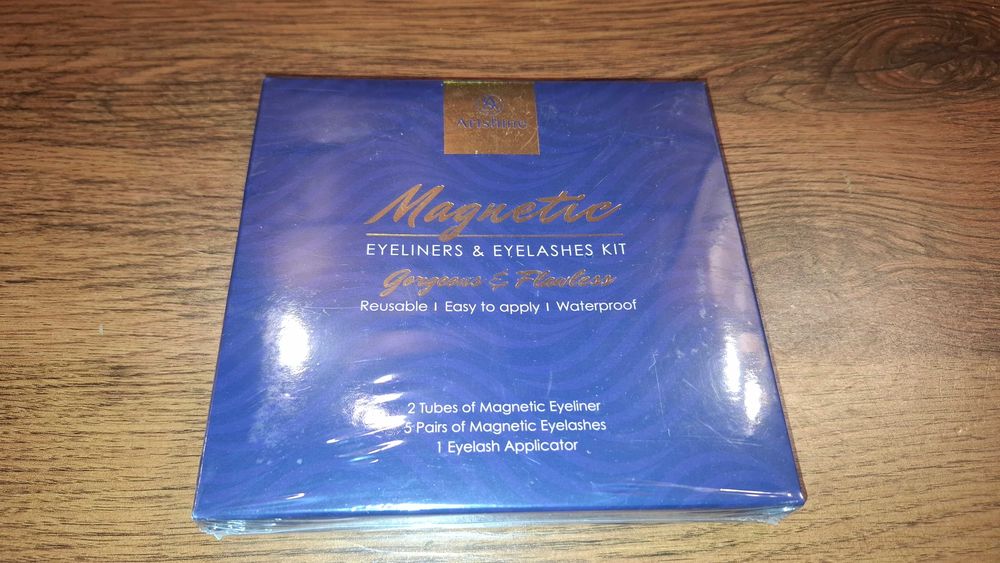 Arishine
Magnetic
EYELINERS & EYELASHES KIT
Gorgeous & Flawless
Reusable I Easy to apply I Waterproof
2 Tubes of Magnetic Eyeliner
5 Pairs of Magnetic Eyelashes
1 Eyelash Applicator